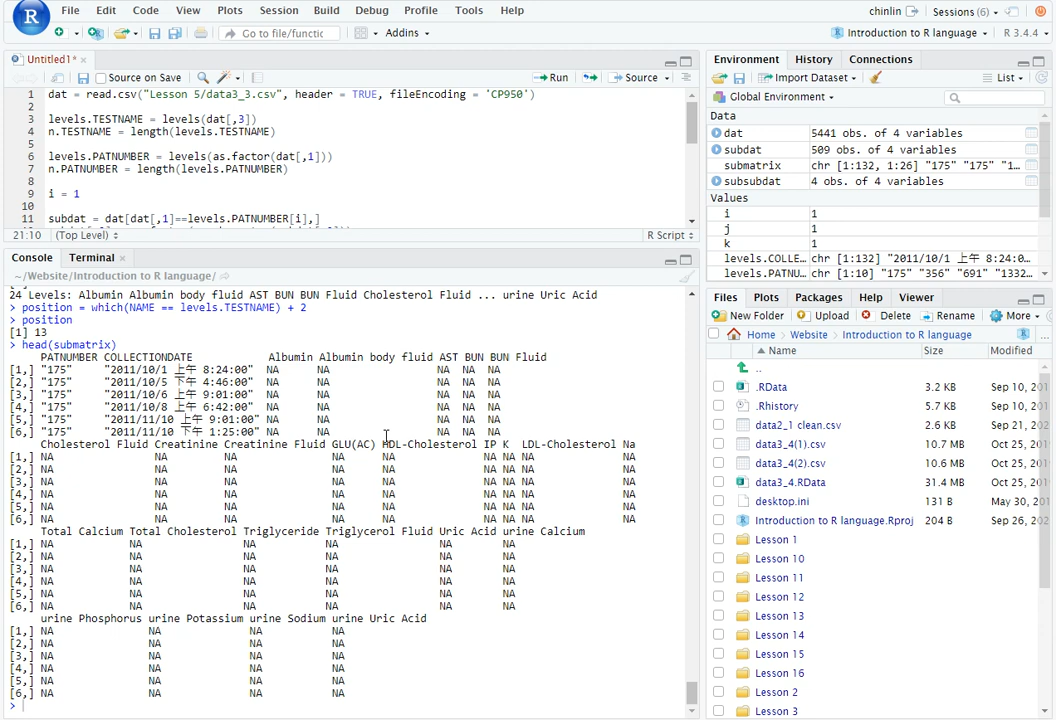 File Edit Code View Plots Session Build Debug Profile Tools Help
chinlin Sessions (6)
Go to file/functic Addins
Introduction to R language R 3.4.4
Untitled1* ×
Source on Save Run Source
1 dat = read.csv("Lesson 5/data3_3.csv", header = TRUE, fileEncoding = 'CP950')
2
3 levels.TESTNAME = levels(dat[,3])
4 n.TESTNAME = length(levels.TESTNAME)
5
6 levels.PATNUMBER = levels(as.factor(dat[,1]))
7 n.PATNUMBER = length(levels.PATNUMBER)
8
9 i = 1
10
11 subdat = dat[dat[,1]==levels.PATNUMBER[i],]
21:10 (Top Level) R Script
Console Terminal ×
~/Website/Introduction to R language/
24 Levels: Albumin Albumin body fluid AST BUN BUN Fluid Cholesterol Fluid ... urine Uric Acid
> position = which(NAME == levels.TESTNAME) + 2
> position
[1] 13
> head(submatrix)
PATNUMBER COLLECTIONDATE Albumin Albumin body fluid AST BUN BUN Fluid
[1,] "175" "2011/10/1 上午 8:24:00" NA NA NA NA NA
[2,] "175" "2011/10/5 下午 4:46:00" NA NA NA NA NA
[3,] "175" "2011/10/6 上午 9:01:00" NA NA NA NA NA
[4,] "175" "2011/10/8 上午 6:42:00" NA NA NA NA NA
[5,] "175" "2011/11/10 上午 9:01:00" NA NA NA NA NA
[6,] "175" "2011/11/10 下午 1:25:00" NA NA NA NA NA
Cholesterol Fluid Creatinine Creatinine Fluid GLU(AC) HDL-Cholesterol IP K LDL-Cholesterol Na
[1,] NA NA NA NA NA NA NA NA NA
[2,] NA NA NA NA NA NA NA NA NA
[3,] NA NA NA NA NA NA NA NA NA
[4,] NA NA NA NA NA NA NA NA NA
[5,] NA NA NA NA NA NA NA NA NA
[6,] NA NA NA NA NA NA NA NA NA
Total Calcium Total Cholesterol Triglyceride Triglycerol Fluid Uric Acid urine Calcium
[1,] NA NA NA NA NA NA
[2,] NA NA NA NA NA NA
[3,] NA NA NA NA NA NA
[4,] NA NA NA NA NA NA
[5,] NA NA NA NA NA NA
[6,] NA NA NA NA NA NA
urine Phosphorus urine Potassium urine Sodium urine Uric Acid
[1,] NA NA NA NA
[2,] NA NA NA NA
[3,] NA NA NA NA
[4,] NA NA NA NA
[5,] NA NA NA NA
[6,] NA NA NA NA
>
Environment History Connections
Import Dataset List
Global Environment
Data
dat 5441 obs. of 4 variables
subdat 509 obs. of 4 variables
submatrix chr [1:132, 1:26] "175" "175" "1...
subsubdat 4 obs. of 4 variables
Values
i 1
j 1
k 1
levels.COLLE... chr [1:132] "2011/10/1 上午 8:24:0...
levels.PATNU... chr [1:10] "175" "356" "691" "1332...
Files Plots Packages Help Viewer
New Folder Upload Delete Rename More
Home Website Introduction to R language ...
Name Size Modified
..
.RData 3.2 KB Sep 10, 201
.Rhistory 5.7 KB Sep 10, 201
data2_1 clean.csv 2.6 KB Sep 21, 202
data3_4(1).csv 10.7 MB Oct 25, 201
data3_4(2).csv 10.6 MB Oct 25, 201
data3_4.RData 31.4 MB Oct 25, 201
desktop.ini 131 B May 30, 201
Introduction to R language.Rproj 204 B Sep 26, 202
Lesson 1
Lesson 10
Lesson 11
Lesson 12
Lesson 13
Lesson 14
Lesson 15
Lesson 16
Lesson 2
Lesson 3